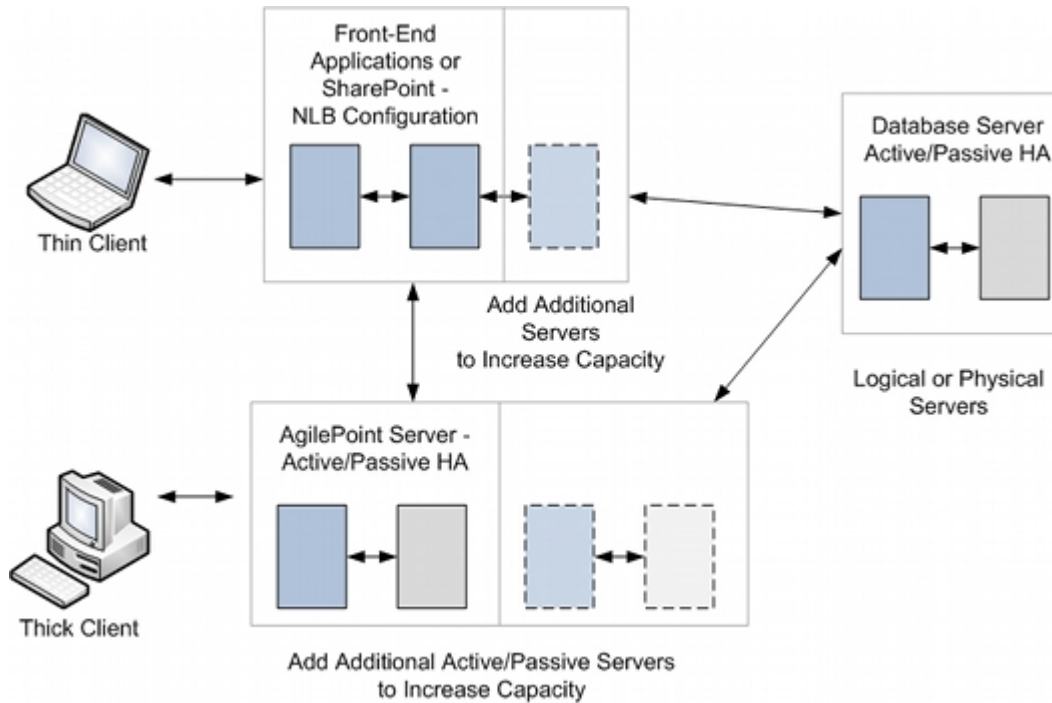 Front-End
Applications or
SharePoint -
NLB Configuration
Database Server
Active/Passive HA
Thin Client
Add Additional
Servers
to Increase Capacity
Logical or Physical
Servers
AgilePoint Server -
Active/Passive HA
Thick Client
Add Additional Active/Passive Servers
to Increase Capacity